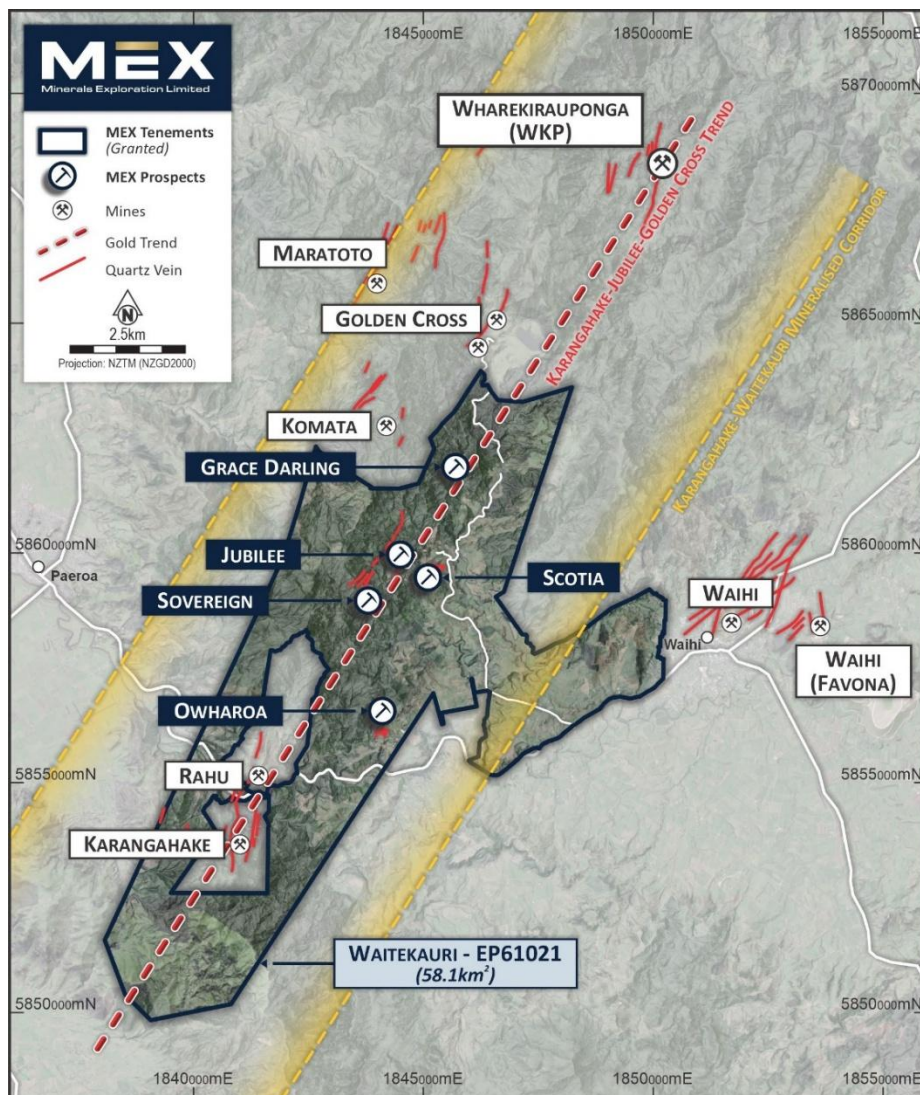 MEX
Minerals Exploration Limited
MEX Tenements
(Granted)
MEX Prospects
Mines
Gold Trend
Quartz Vein
N
2.5km
Projection: NZTM (NZGD2000)
1845000mE
1850000mE
1855000mE
5870000mN
WHAREKIRAUPONGA
(WKP)
KARANGAHAKE-JUBILEE-GOLDEN CROSS TREND
MARATOTO
GOLDEN CROSS
5865000mN
KARANGAHAKE-WAITEKAURI MINERALISED CORRIDOR
KOMATA
GRACE DARLING
5860000mN
5860000mN
JUBILEE
Paeroa
SCOTIA
SOVEREIGN
WAIHI
Waihi
WAIHI
(FAVONA)
OWHAROA
RAHU
5855000mN
5855000mN
KARANGAHAKE
WAITEKAURI - EP61021
(58.1km²)
5850000mN
5850000mN
1840000mE
1845000mE
1850000mE
1855000mE